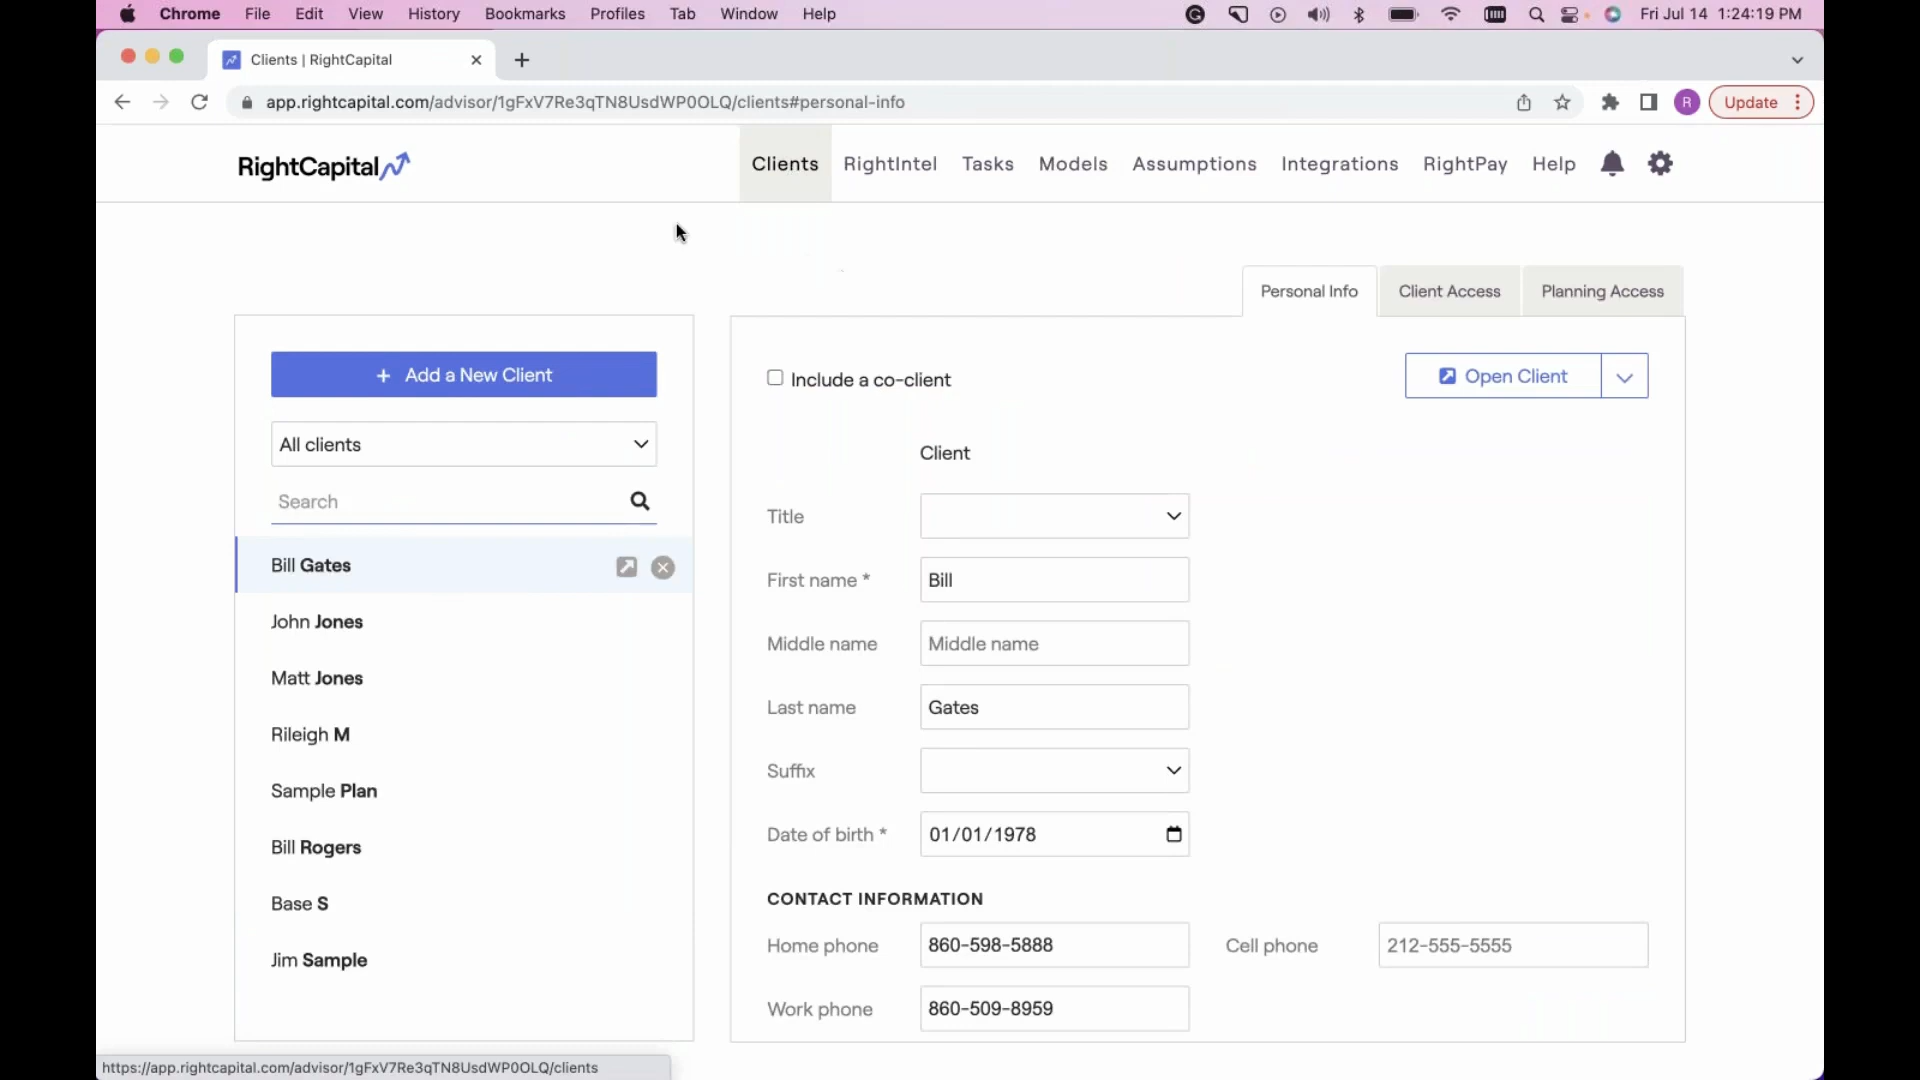 Chrome File Edit View History Bookmarks Profiles Tab Window Help Fri Jul 14 1:24:19 PM
Clients | RightCapital
app.rightcapital.com/advisor/1gFxV7Re3qTN8UsdWP0OLQ/clients#personal-info R Update
RightCapital Clients RightIntel Tasks Models Assumptions Integrations RightPay Help
Personal Info Client Access Planning Access
+ Add a New Client
All clients
Search
Bill Gates
John Jones
Matt Jones
Rileigh M
Sample Plan
Bill Rogers
Base S
Jim Sample
Include a co-client Open Client
Client
Title
First name * Bill
Middle name Middle name
Last name Gates
Suffix
Date of birth * 01/01/1978
CONTACT INFORMATION
Home phone 860-598-5888 Cell phone 212-555-5555
Work phone 860-509-8959
https://app.rightcapital.com/advisor/1gFxV7Re3qTN8UsdWP0OLQ/clients